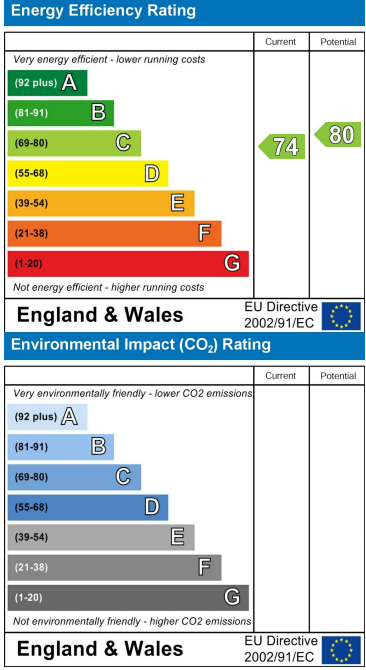 Energy Efficiency Rating
Current Potential
Very energy efficient - lower running costs
(92 plus) A
(81-91) B
(69-80) C
74 80
(55-68) D
(39-54) E
(21-38) F
(1-20) G
Not energy efficient - higher running costs
England & Wales
EU Directive
2002/91/EC
Environmental Impact (CO₂) Rating
Current Potential
Very environmentally friendly - lower CO2 emissions
(92 plus) A
(81-91) B
(69-80) C
(55-68) D
(39-54) E
(21-38) F
(1-20) G
Not environmentally friendly - higher CO2 emissions
England & Wales
EU Directive
2002/91/EC